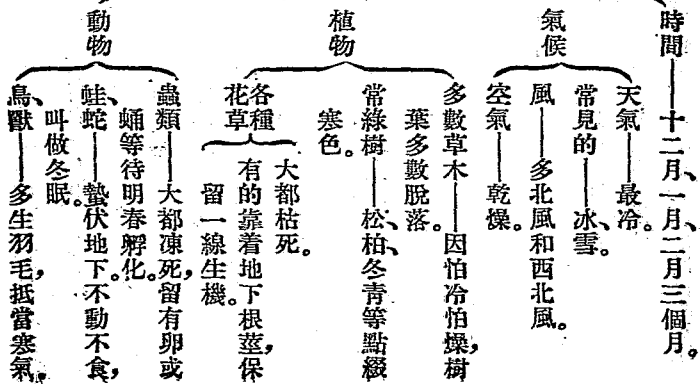 時間——十二月、一月、二月三個月。
氣候
天氣——最冷。
常見的——冰、雪。
風——多北風和西北風。
空氣——乾燥。
植物
多數草木——因怕冷怕燥，樹
葉多數脫落。
常綠樹——松、柏、冬青等點綴
寒色。
各種
花草
大都枯死。
有的靠着地下根莖，保
留一線生機。
動物
蟲類——大都凍死，留有卵或
蛹等待明春孵化。
蛙、蛇——蟄伏地下。不動不食，
叫做冬眠。
鳥、獸——多生羽毛，抵當寒氣，